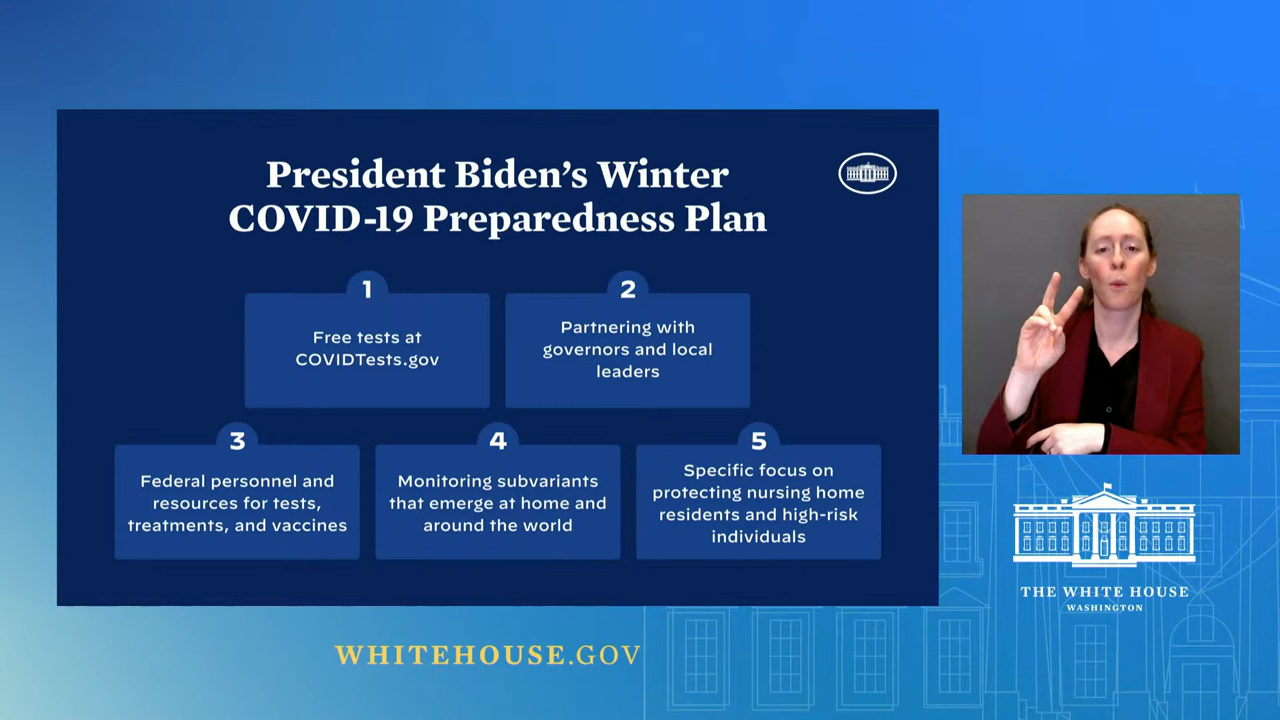 President Biden's Winter
COVID-19 Preparedness Plan
1
Free tests at
COVIDTests.gov
2
Partnering with
governors and local
leaders
3
Federal personnel and
resources for tests,
treatments, and vaccines
4
Monitoring subvariants
that emerge at home and
around the world
5
Specific focus on
protecting nursing home
residents and high-risk
individuals
THE WHITE HOUSE
WASHINGTON
WHITEHOUSE.GOV